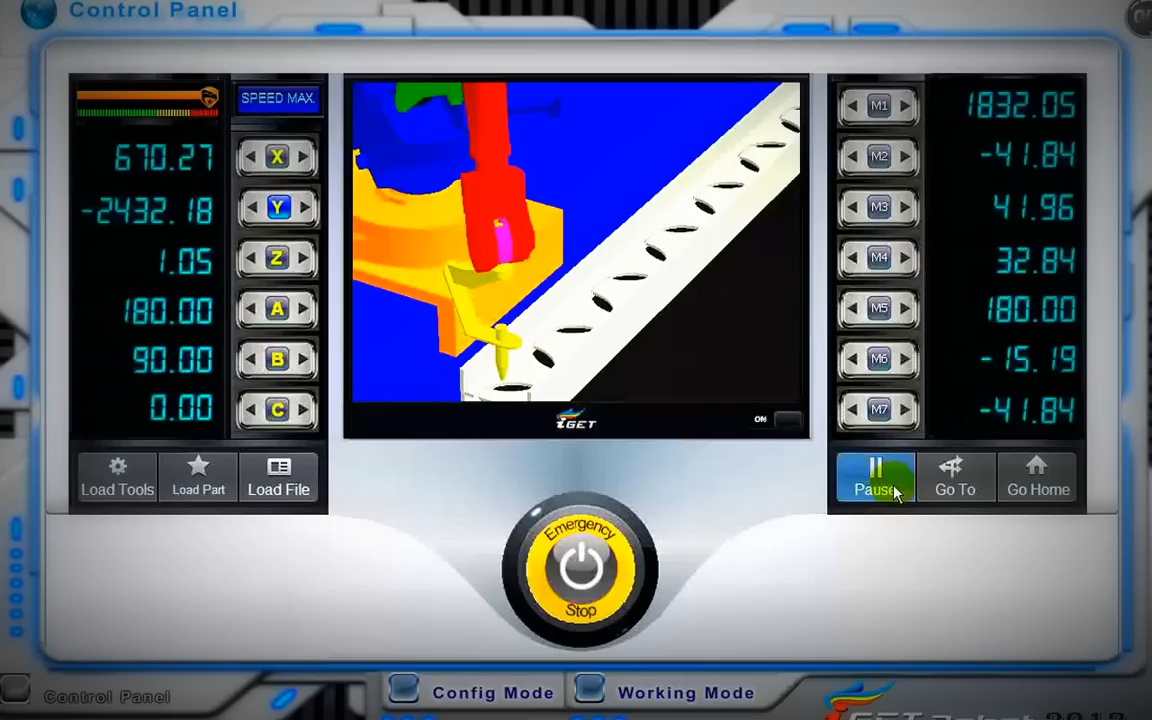 Control Panel
SPEED MAX.
670.27 X
-2432.18 Y
1.05 Z
180.00 A
90.00 B
0.00 C
Load Tools Load Part Load File
iGET
ON
M1 1832.05
M2 -41.84
M3 41.96
M4 32.84
M5 180.00
M6 -15.19
M7 -41.84
Pause Go To Go Home
Emergency
Stop
Control Panel
Config Mode
Working Mode